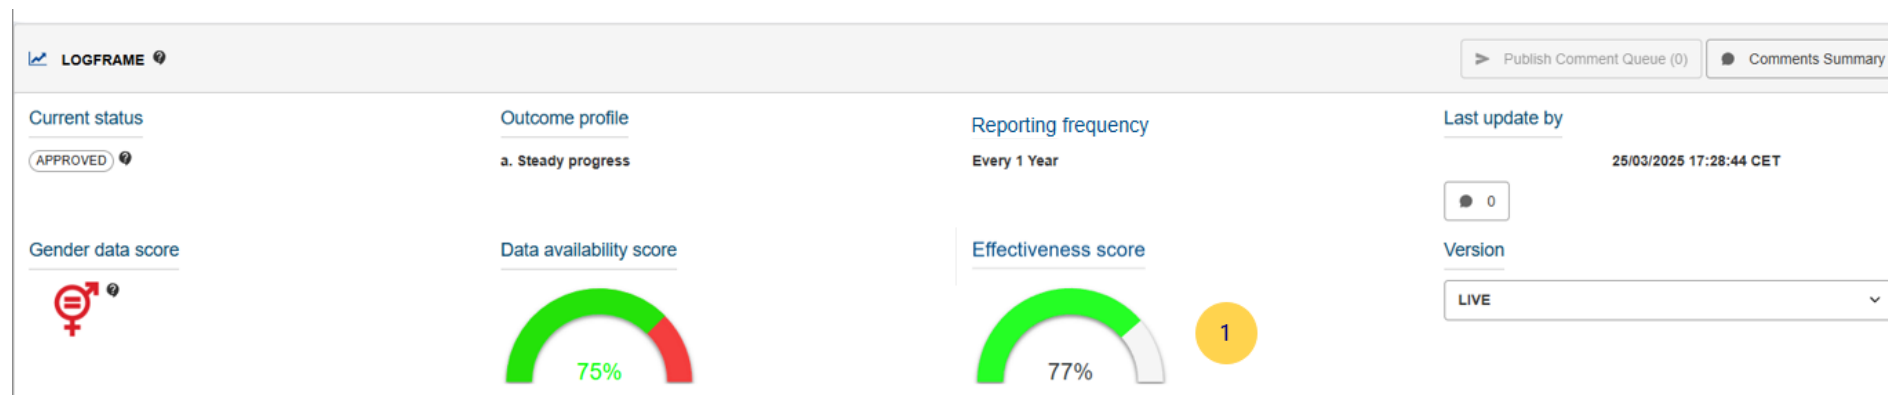 LOGFRAME
Publish Comment Queue (0)
Comments Summary
Current status
Outcome profile
Reporting frequency
Last update by
APPROVED
a. Steady progress
Every 1 Year
25/03/2025 17:28:44 CET
0
Gender data score
Data availability score
Effectiveness score
Version
LIVE
1
75%
77%